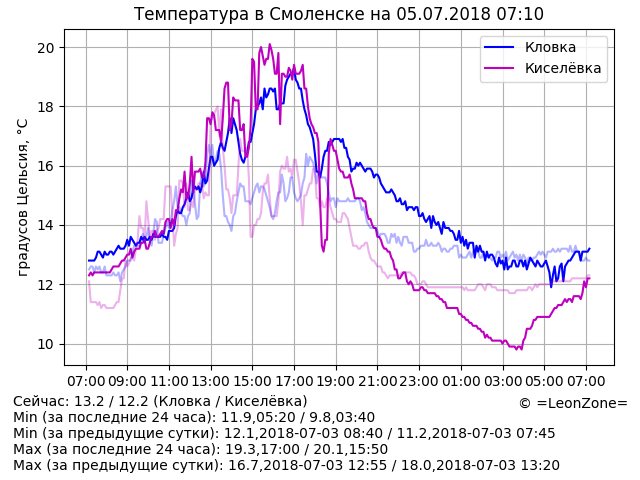 Температура в Смоленске на 05.07.2018 07:10
Кловка
Киселёвка
градусов Цельсия, °C
20
18
16
14
12
10
07:00 09:00 11:00 13:00 15:00 17:00 19:00 21:00 23:00 01:00 03:00 05:00 07:00
Сейчас: 13.2 / 12.2 (Кловка / Киселёвка)
© =LeonZone=
Min (за последние 24 часа): 11.9,05:20 / 9.8,03:40
Min (за предыдущие сутки): 12.1,2018-07-03 08:40 / 11.2,2018-07-03 07:45
Max (за последние 24 часа): 19.3,17:00 / 20.1,15:50
Max (за предыдущие сутки): 16.7,2018-07-03 12:55 / 18.0,2018-07-03 13:20